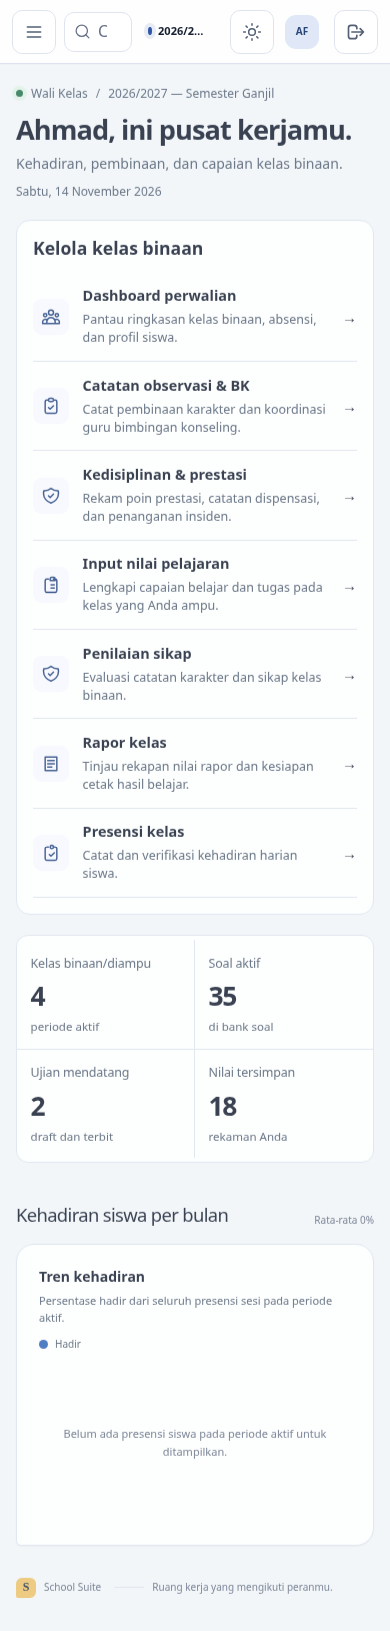 C
2026/2...
AF
Wali Kelas / 2026/2027 — Semester Ganjil
Ahmad, ini pusat kerjamu.
Kehadiran, pembinaan, dan capaian kelas binaan.
Sabtu, 14 November 2026
Kelola kelas binaan
Dashboard perwalian
Pantau ringkasan kelas binaan, absensi,
dan profil siswa.
→
Catatan observasi & BK
Catat pembinaan karakter dan koordinasi
guru bimbingan konseling.
→
Kedisiplinan & prestasi
Rekam poin prestasi, catatan dispensasi,
dan penanganan insiden.
→
Input nilai pelajaran
Lengkapi capaian belajar dan tugas pada
kelas yang Anda ampu.
→
Penilaian sikap
Evaluasi catatan karakter dan sikap kelas
binaan.
→
Rapor kelas
Tinjau rekapan nilai rapor dan kesiapan
cetak hasil belajar.
→
Presensi kelas
Catat dan verifikasi kehadiran harian
siswa.
→
Kelas binaan/diampu
4
periode aktif
Soal aktif
35
di bank soal
Ujian mendatang
2
draft dan terbit
Nilai tersimpan
18
rekaman Anda
Kehadiran siswa per bulan
Rata-rata 0%
Tren kehadiran
Persentase hadir dari seluruh presensi sesi pada periode
aktif.
Hadir
Belum ada presensi siswa pada periode aktif untuk
ditampilkan.
S School Suite
Ruang kerja yang mengikuti peranmu.